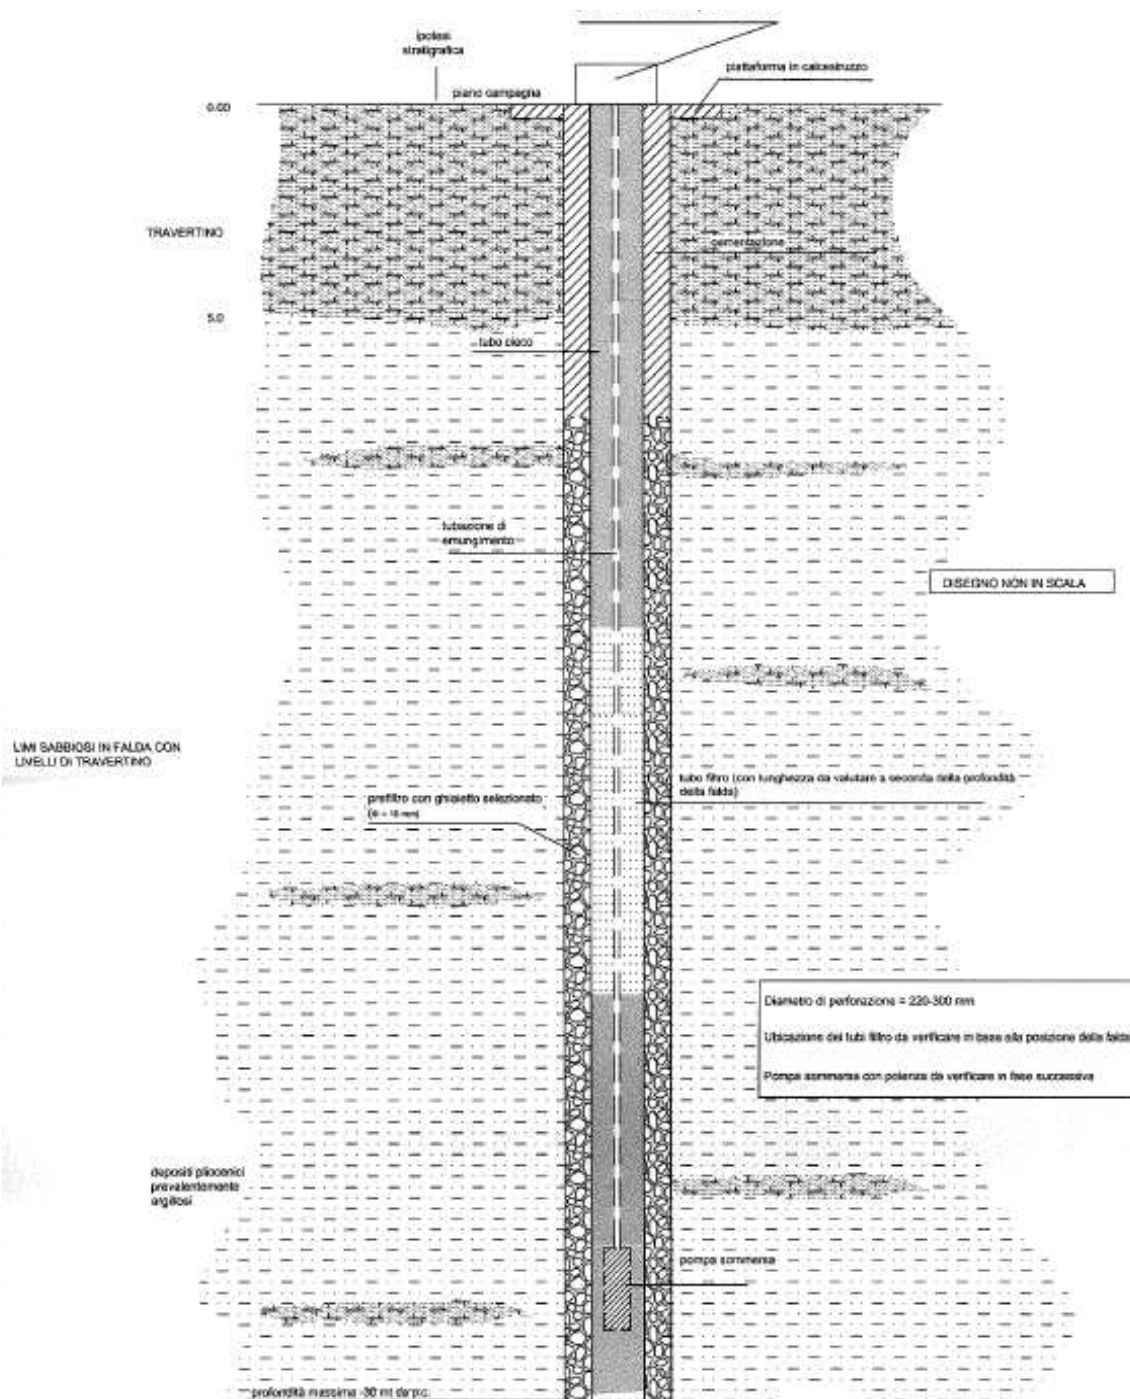 ipotesi
stratigrafica
piattaforma in calcestruzzo
piano campagna
0.00
TRAVERTINO
cementazione
5.0
tubo cieco
tubazione di
emungimento
DISEGNO NON IN SCALA
LIMI SABBIOSI IN FALDA CON
LIVELLI DI TRAVERTINO
tubo filtro (con lunghezza da valutare a seconda della profondità
della falda)
prefiltro con ghiaietto selezionato
Diametro di perforazione = 220-300 mm
Ubicazione dei tubi filtro da verificare in base alla posizione della falda
Pompa sommersa con potenza da verificare in fase successiva
depositi pliocenici
prevalentemente
argillosi
pompa sommersa
profondità massima -30 mt da p.c.